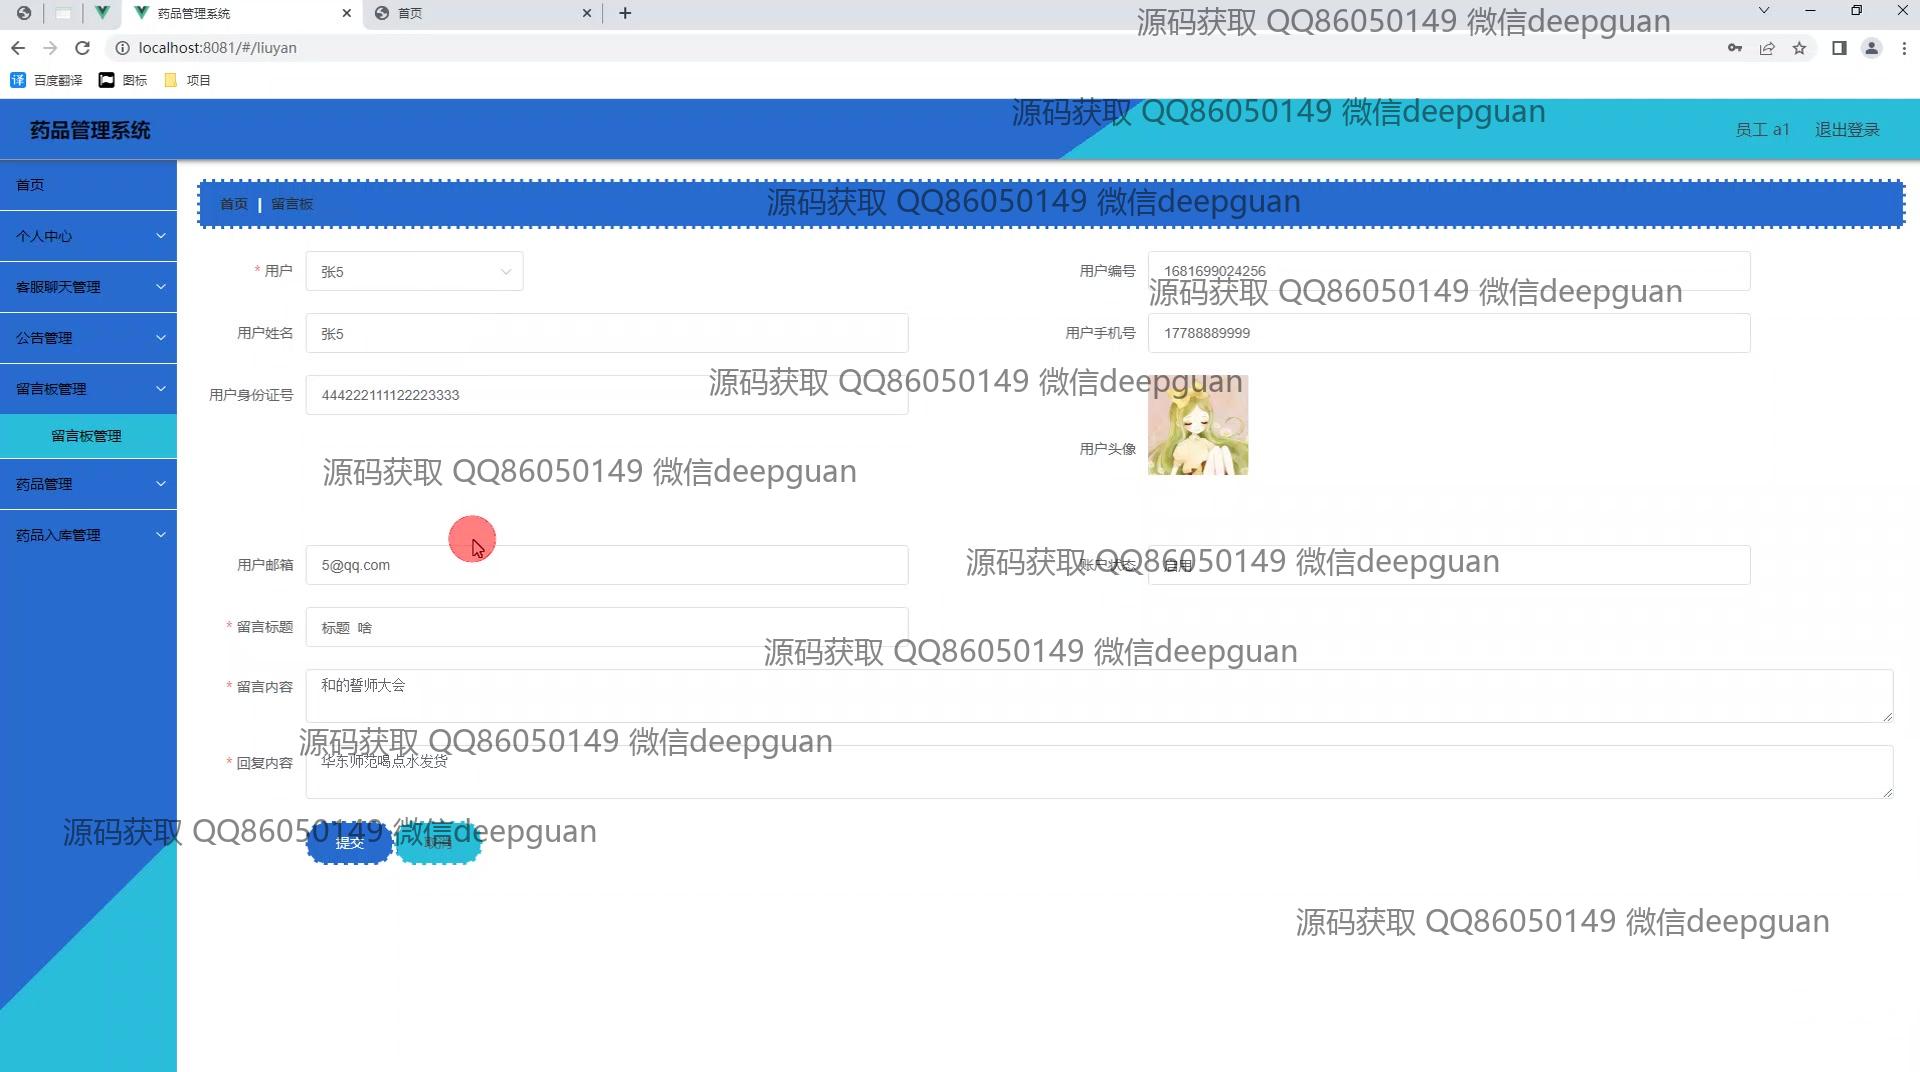 药品管理系统
首页
源码获取 QQ86050149 微信deepguan
localhost:8081/#/liuyan
百度翻译
图标
项目
药品管理系统
源码获取 QQ86050149 微信deepguan
员工 a1
退出登录
首页
个人中心
客服聊天管理
公告管理
留言板管理
留言板管理
药品管理
药品入库管理
首页 | 留言板
源码获取 QQ86050149 微信deepguan
* 用户 张5
用户编号 1681699024256
源码获取 QQ86050149 微信deepguan
用户姓名 张5
用户手机号 17788889999
用户身份证号 444222111122223333
源码获取 QQ86050149 微信deepguan
用户头像
源码获取 QQ86050149 微信deepguan
用户邮箱 5@qq.com
账户状态 启用
源码获取 QQ86050149 微信deepguan
* 留言标题 标题 啥
源码获取 QQ86050149 微信deepguan
* 留言内容 和的誓师大会
源码获取 QQ86050149 微信deepguan
* 回复内容 华东师范喝点水发货
源码获取 QQ86050149 微信deepguan
提交
取消
源码获取 QQ86050149 微信deepguan